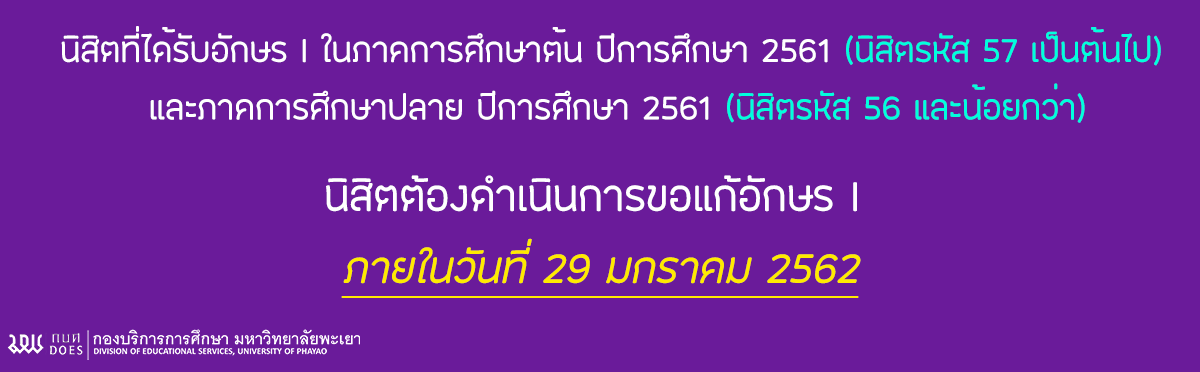 นิสิตที่ได้รับอักษร I ในภาคการศึกษาต้น ปีการศึกษา 2561 (นิสิตรหัส 57 เป็นต้นไป)
และภาคการศึกษาปลาย ปีการศึกษา 2561 (นิสิตรหัส 56 และน้อยกว่า)
นิสิตต้องดำเนินการขอแก้อักษร I
ภายในวันที่ 29 มกราคม 2562
กบศ กองบริการการศึกษา มหาวิทยาลัยพะเยา
DOES DIVISION OF EDUCATIONAL SERVICES, UNIVERSITY OF PHAYAO